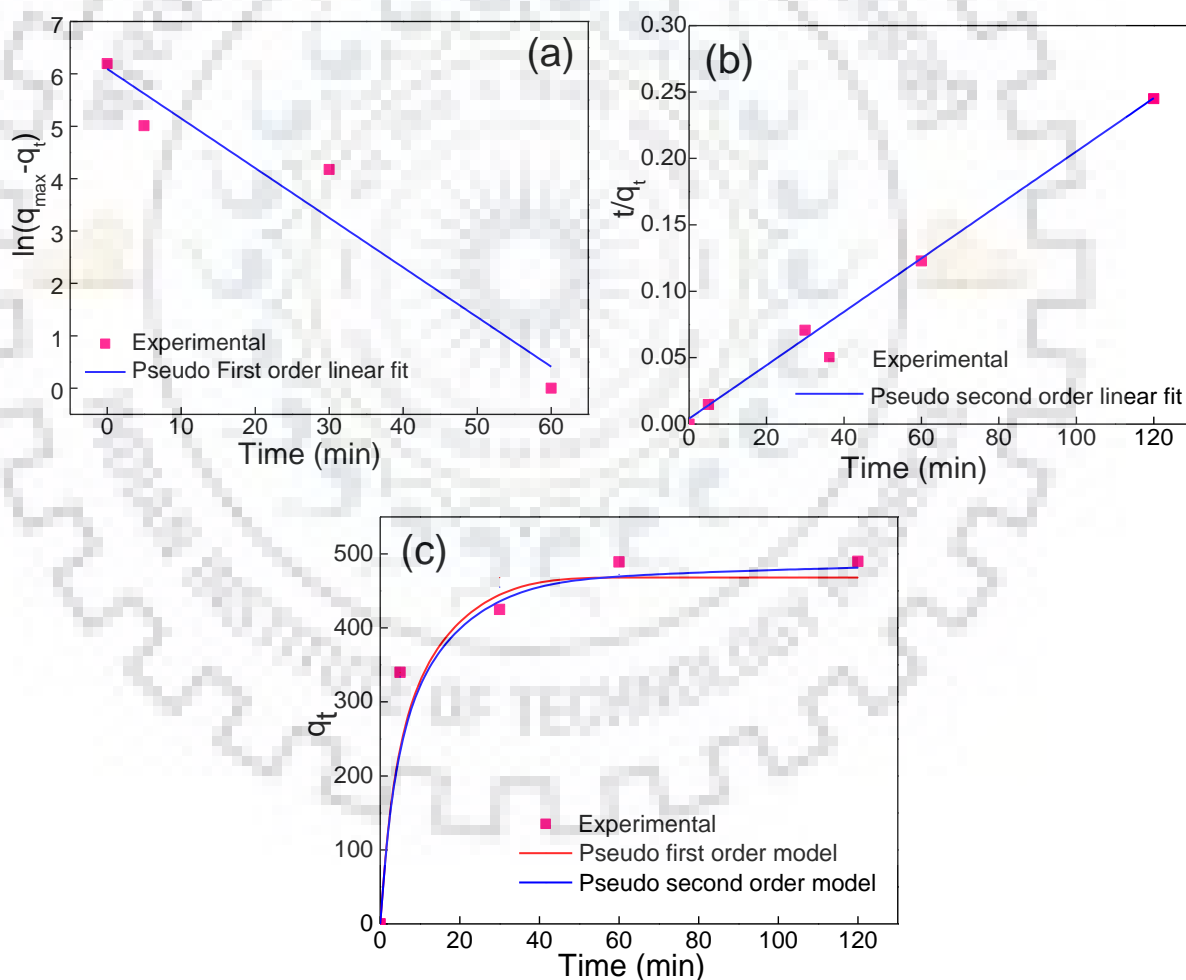 (a)
7
6
5
4
3
2
1
0
ln(q_max -q_t)
Experimental
Pseudo First order linear fit
0 10 20 30 40 50 60
Time (min)
(b)
0.30
0.25
0.20
0.15
0.10
0.05
0.00
t/q_t
Experimental
Pseudo second order linear fit
0 20 40 60 80 100 120
Time (min)
(c)
500
400
300
200
100
0
q_t
Experimental
Pseudo first order model
Pseudo second order model
0 20 40 60 80 100 120
Time (min)